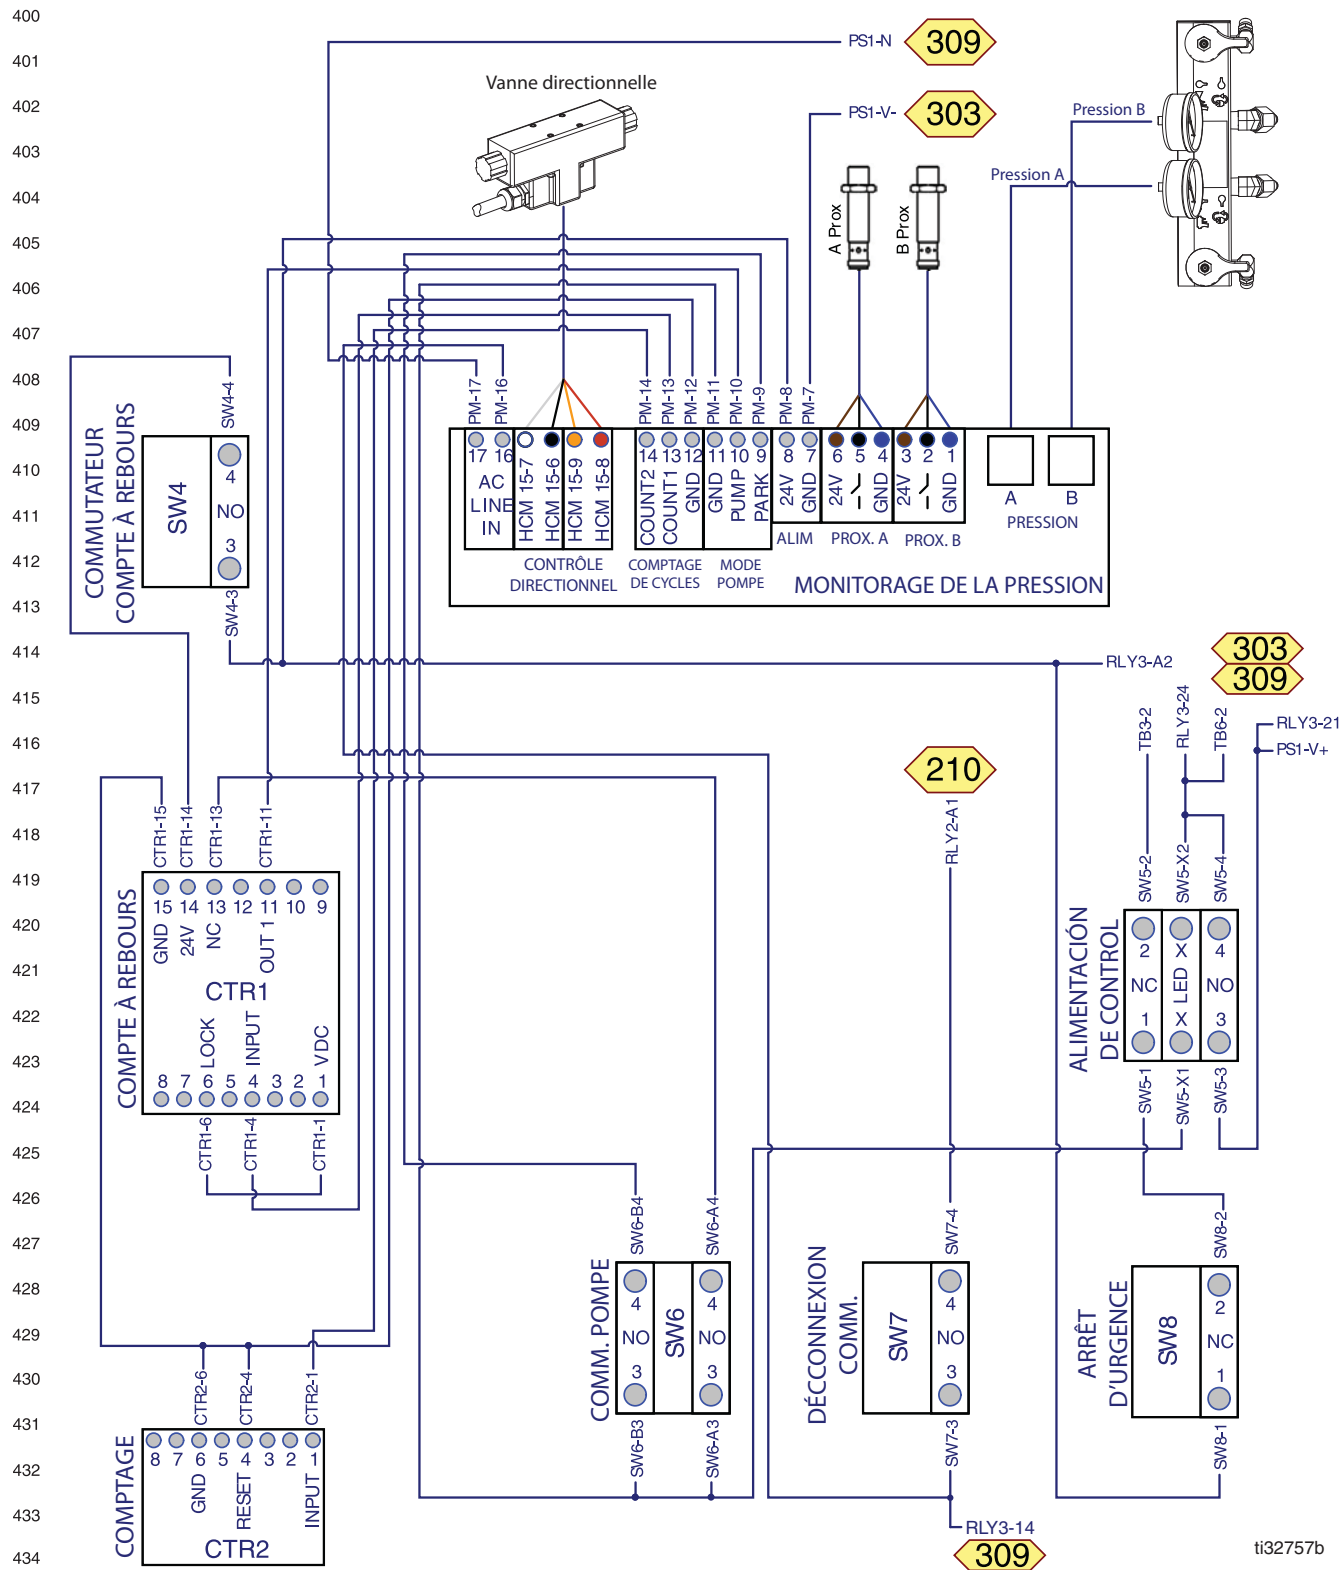 400
401
402
403
404
405
406
407
408
409
410
411
412
413
414
415
416
417
418
419
420
421
422
423
424
425
426
427
428
429
430
431
432
433
434
PS1-N
309
Vanne directionnelle
PS1-V-
303
Pression B
Pression A
A Prox
B Prox
SW4-4
COMMUTATEUR
COMPTE À REBOURS
SW4
4
NO
3
SW4-3
PM-17
PM-16
PM-14
PM-13
PM-12
PM-11
PM-10
PM-9
PM-8
PM-7
17
16
AC
LINE
IN
HCM 15-7
HCM 15-6
HCM 15-9
HCM 15-8
14
13
12
11
10
9
8
7
6
5
4
3
2
1
COUNT2
COUNT1
GND
GND
PUMP
PARK
24V
GND
24V
GND
24V
GND
A
B
PRESSION
CONTRÔLE
DIRECTIONNEL
COMPTAGE
DE CYCLES
MODE
POMPE
ALIM
PROX. A
PROX. B
MONITORAGE DE LA PRESSION
RLY3-A2
303
309
TB3-2
RLY3-24
TB6-2
RLY3-21
PS1-V+
210
RLY2-A1
CTR1-15
CTR1-14
CTR1-13
CTR1-11
COMPTE À REBOURS
15
14
13
12
11
10
9
GND
24V
NC
OUT 1
CTR1
LOCK
INPUT
VDC
8
7
6
5
4
3
2
1
CTR1-6
CTR1-4
CTR1-1
SW5-2
SW5-X2
SW5-4
ALIMENTACIÓN
DE CONTROL
2
NC
1
X
LED
X
4
NO
3
SW5-1
SW5-X1
SW5-3
SW6-B4
SW6-A4
COMM. POMPE
4
NO
3
SW6
4
NO
3
SW6-B3
SW6-A3
SW7-4
DÉCCONNEXION
COMM.
SW7
4
NO
3
SW7-3
SW8-2
ARRÊT
D'URGENCE
SW8
2
NC
1
SW8-1
CTR2-6
CTR2-4
CTR2-1
COMPTAGE
8
7
6
5
4
3
2
1
GND
RESET
INPUT
CTR2
RLY3-14
309
ti32757b